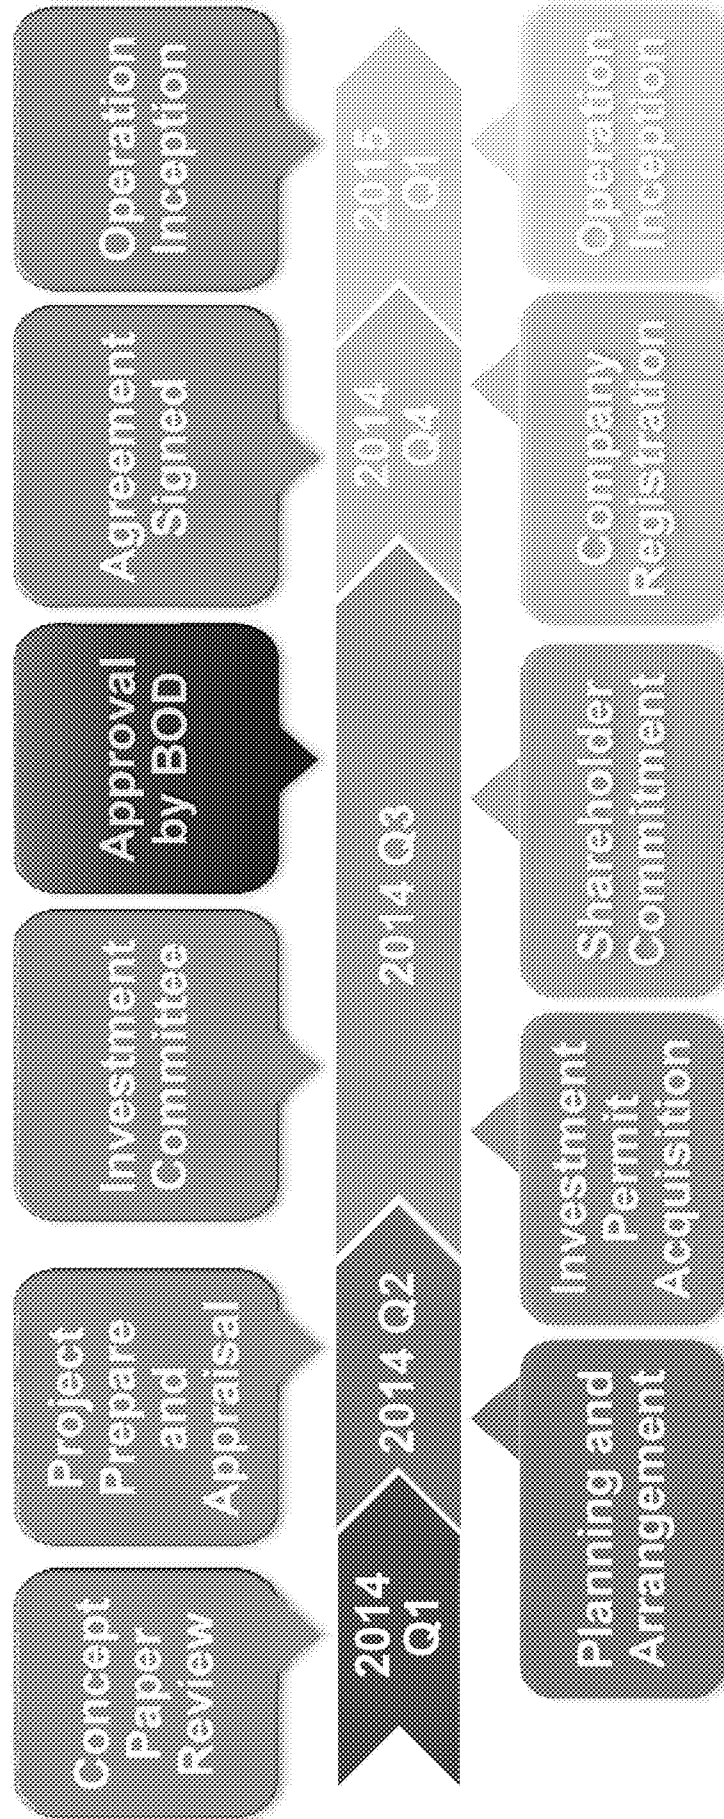 Concept
Paper
Review
Project
Prepare
and
Appraisal
Investment
Committee
Approval
by BOD
Agreement
Signed
Operation
Inception
2014
Q1
2014 Q2
2014 Q3
2014
Q4
2015
Q1
Planning and
Arrangement
Investment
Permit
Acquisition
Shareholder
Commitment
Company
Registration
Operation
Inception